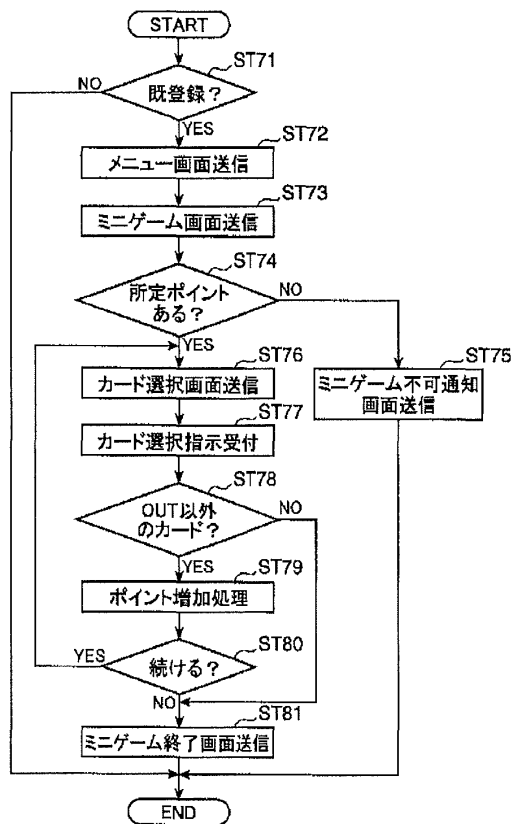 START
ST71
NO
既登録?
YES
ST72
メニュー画面送信
ST73
ミニゲーム画面送信
ST74
所定ポイント
ある?
NO
YES
ST76
カード選択画面送信
ST75
ミニゲーム不可通知
画面送信
ST77
カード選択指示受付
ST78
OUT以外
のカード?
NO
YES
ST79
ポイント増加処理
ST80
YES
続ける?
NO
ST81
ミニゲーム終了画面送信
END